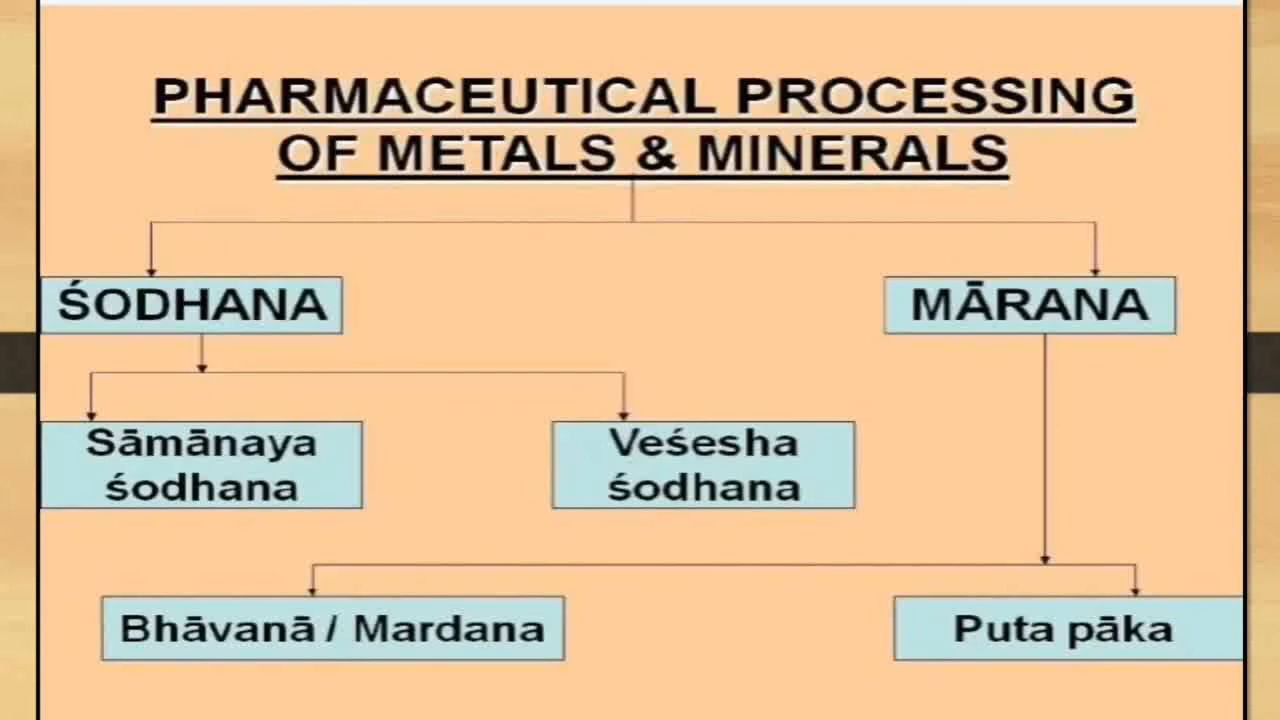 PHARMACEUTICAL PROCESSING
OF METALS & MINERALS
ŚODHANA
MĀRANA
Sāmānaya
śodhana
Veśesha
śodhana
Bhāvanā / Mardana
Puta pāka